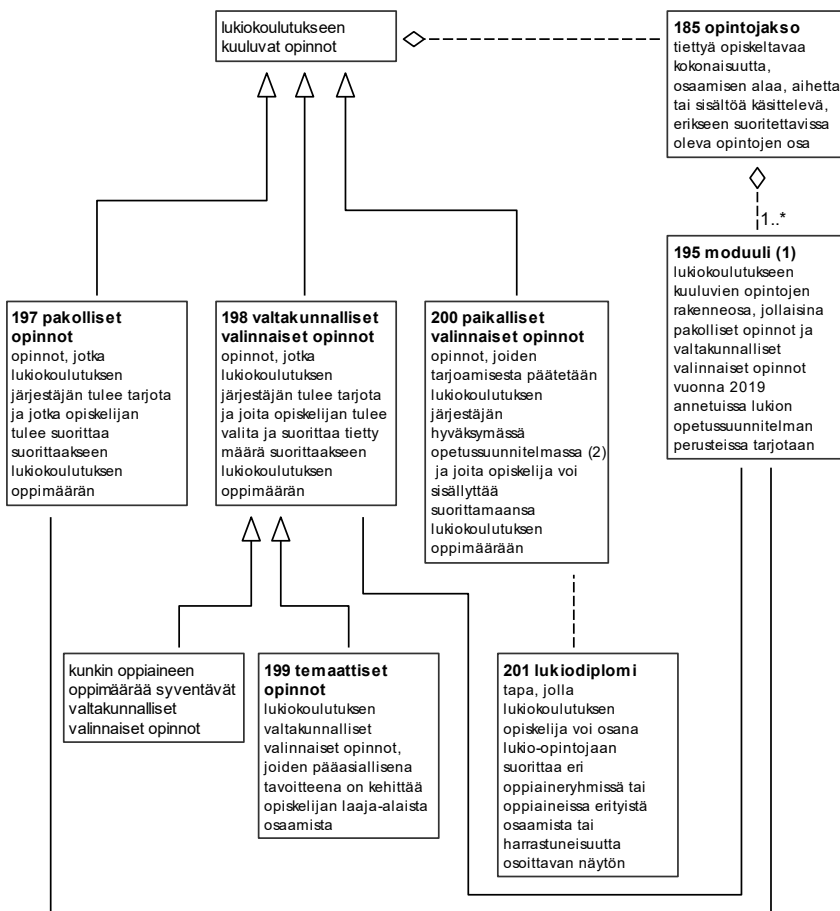 lukiokoulutukseen
kuuluvat opinnot
185 opintojakso
tiettyä opiskeltavaa
kokonaisuutta,
osaamisen alaa, aihetta
tai sisältöä käsittelevä,
erikseen suoritettavissa
oleva opintojen osa
1..*
195 moduuli (1)
lukiokoulutukseen
kuuluvien opintojen
rakenneosa, jollaisina
pakolliset opinnot ja
valtakunnalliset
valinnaiset opinnot
vuonna 2019
annetuissa lukion
opetussuunnitelman
perusteissa tarjotaan
197 pakolliset
opinnot
opinnot, jotka
lukiokoulutuksen
järjestäjän tulee tarjota
ja jotka opiskelijan
tulee suorittaa
suorittaakseen
lukiokoulutuksen
oppimäärän
198 valtakunnalliset
valinnaiset opinnot
opinnot, jotka
lukiokoulutuksen
järjestäjän tulee tarjota
ja joita opiskelijan tulee
valita ja suorittaa tietty
määrä suorittaakseen
lukiokoulutuksen
oppimäärän
200 paikalliset
valinnaiset opinnot
opinnot, joiden
tarjoamisesta päätetään
lukiokoulutuksen
järjestäjän
hyväksymässä
opetussuunnitelmassa (2)
ja joita opiskelija voi
sisällyttää
suorittamaansa
lukiokoulutuksen
oppimäärään
kunkin oppiaineen
oppimäärää syventävät
valtakunnalliset
valinnaiset opinnot
199 temaattiset
opinnot
lukiokoulutuksen
valtakunnalliset
valinnaiset opinnot,
joiden pääasiallisena
tavoitteena on kehittää
opiskelijan laaja-alaista
osaamista
201 lukiodiplomi
tapa, jolla
lukiokoulutuksen
opiskelija voi osana
lukio-opintojaan
suorittaa eri
oppiaineryhmissä tai
oppiaineissa erityistä
osaamista tai
harrastuneisuutta
osoittavan näytön